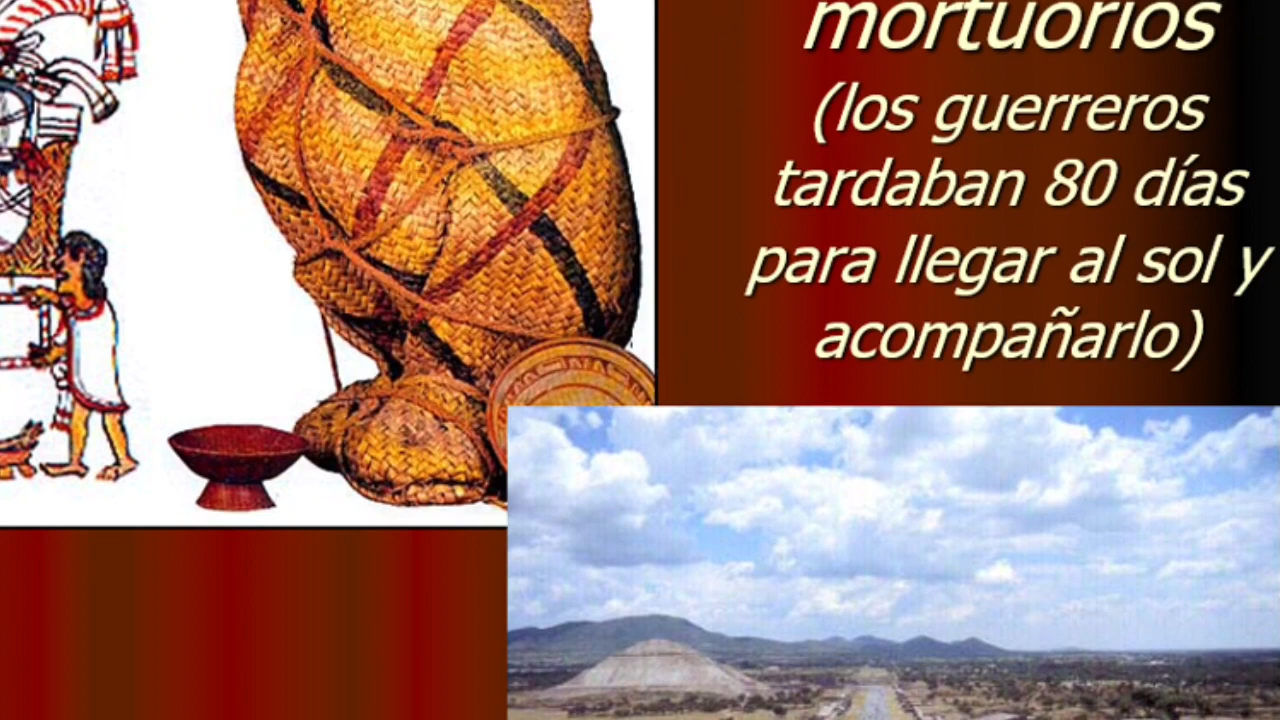 mortuorios
(los guerreros
tardaban 80 días
para llegar al sol y
acompañarlo)